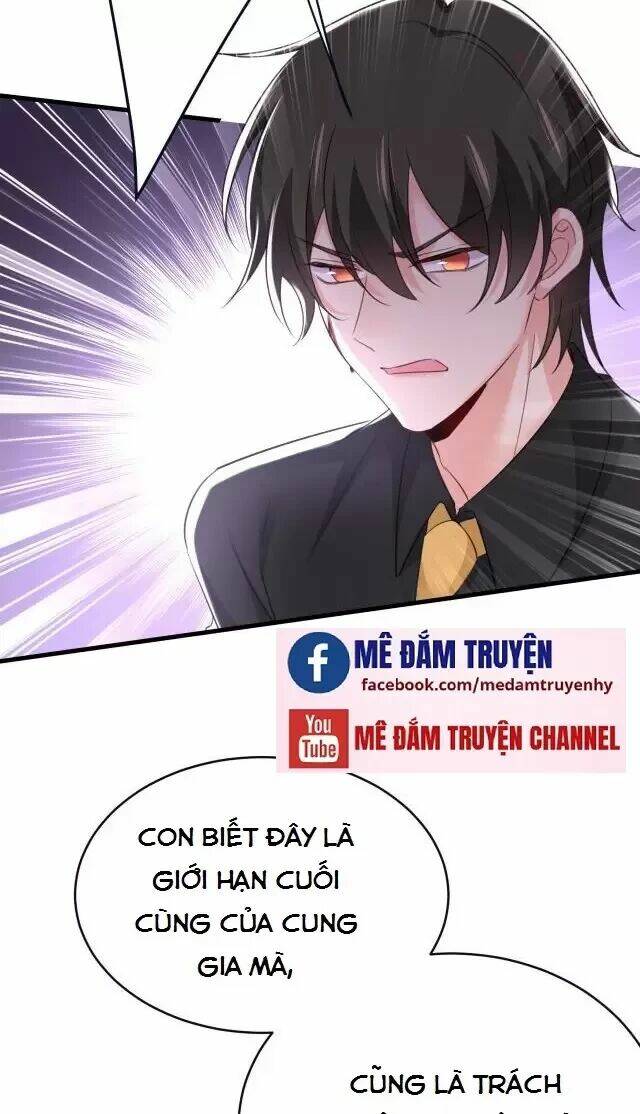 MÊ ĐẮM TRUYỆN
facebook.com/medamtruyenhy
You
Tube
MÊ ĐẮM TRUYỆN CHANNEL
CON BIẾT ĐÂY LÀ
GIỚI HẠN CUỐI
CÙNG CỦA CUNG
GIA MÀ,
CŨNG LÀ TRÁCH